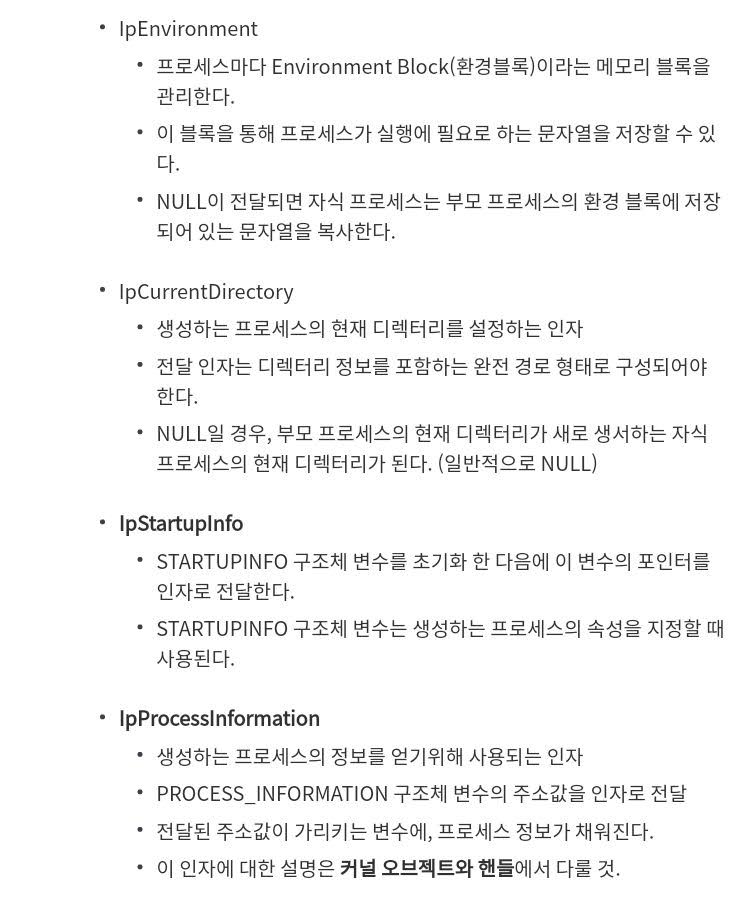 • lpEnvironment
• 프로세스마다 Environment Block(환경블록)이라는 메모리 블록을
관리한다.
• 이 블록을 통해 프로세스가 실행에 필요로 하는 문자열을 저장할 수 있
다.
• NULL이 전달되면 자식 프로세스는 부모 프로세스의 환경 블록에 저장
되어 있는 문자열을 복사한다.
• lpCurrentDirectory
• 생성하는 프로세스의 현재 디렉터리를 설정하는 인자
• 전달 인자는 디렉터리 정보를 포함하는 완전 경로 형태로 구성되어야
한다.
• NULL일 경우, 부모 프로세스의 현재 디렉터리가 새로 생서하는 자식
프로세스의 현재 디렉터리가 된다. (일반적으로 NULL)
• lpStartupInfo
• STARTUPINFO 구조체 변수를 초기화 한 다음에 이 변수의 포인터를
인자로 전달한다.
• STARTUPINFO 구조체 변수는 생성하는 프로세스의 속성을 지정할 때
사용된다.
• lpProcessInformation
• 생성하는 프로세스의 정보를 얻기위해 사용되는 인자
• PROCESS_INFORMATION 구조체 변수의 주소값을 인자로 전달
• 전달된 주소값이 가리키는 변수에, 프로세스 정보가 채워진다.
• 이 인자에 대한 설명은 커널 오브젝트와 핸들에서 다룰 것.